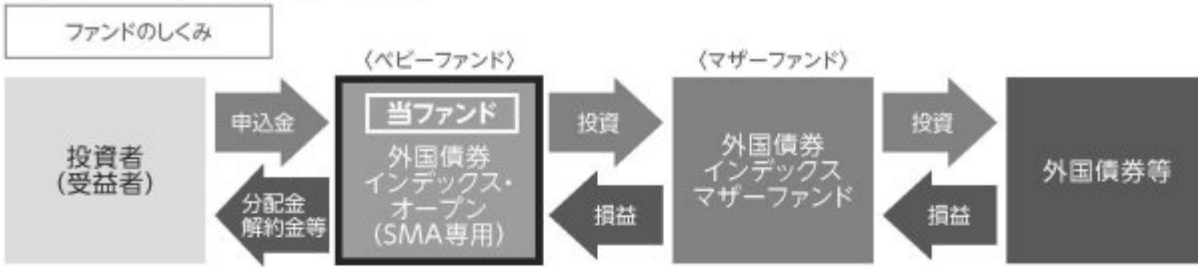 ファンドのしくみ
〈ベビーファンド〉
〈マザーファンド〉
投資者
(受益者)
申込金
分配金
解約金等
当ファンド
外国債券
インデックス・
オープン
(SMA専用)
投資
損益
外国債券
インデックス
マザーファンド
投資
損益
外国債券等